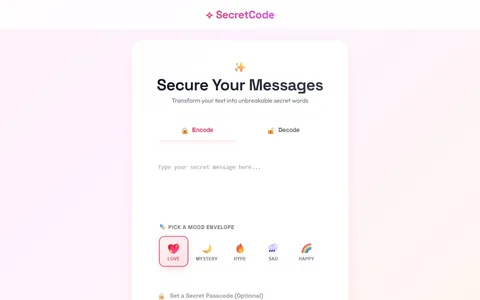 SecretCode
Secure Your Messages
Transform your text into unbreakable secret words
Encode
Decode
Type your secret message here...
PICK A MOOD ENVELOPE
LOVE
MYSTERY
HYPE
SAD
HAPPY
Set a Secret Passcode (Optional)